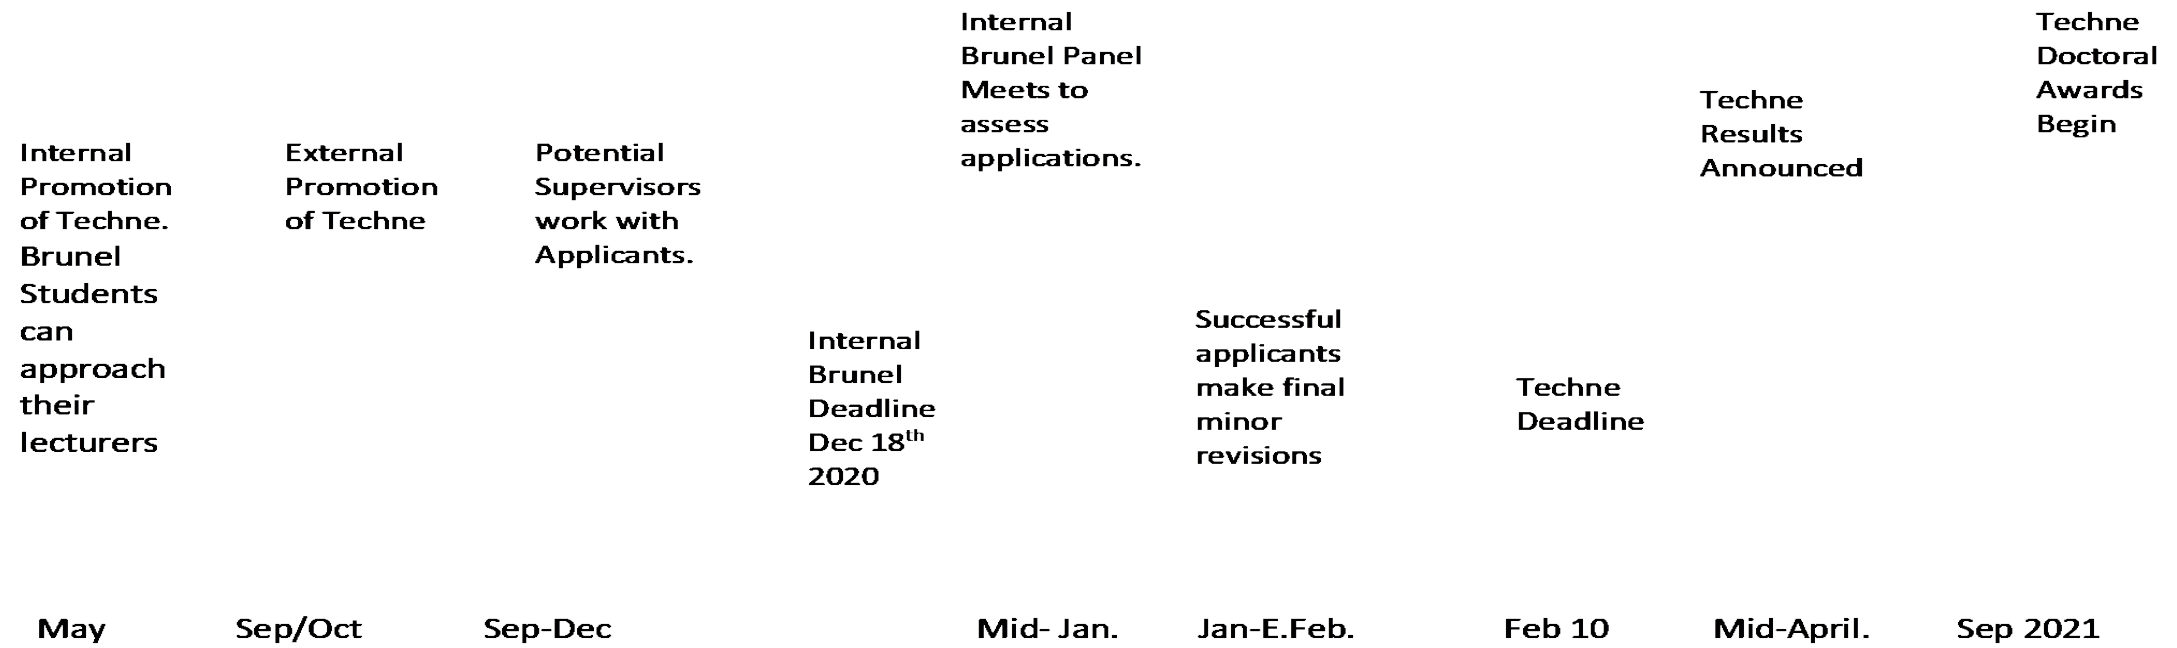 Internal
Promotion
of Techne.
Brunel
Students
can
approach
their
lecturers
External
Promotion
of Techne
Potential
Supervisors
work with
Applicants.
Internal
Brunel
Deadline
Dec 18th
2020
Internal
Brunel Panel
Meets to
assess
applications.
Successful
applicants
make final
minor
revisions
Techne
Deadline
Techne
Results
Announced
Techne
Doctoral
Awards
Begin
May Sep/Oct Sep-Dec Mid- Jan. Jan-E.Feb. Feb 10 Mid-April. Sep 2021